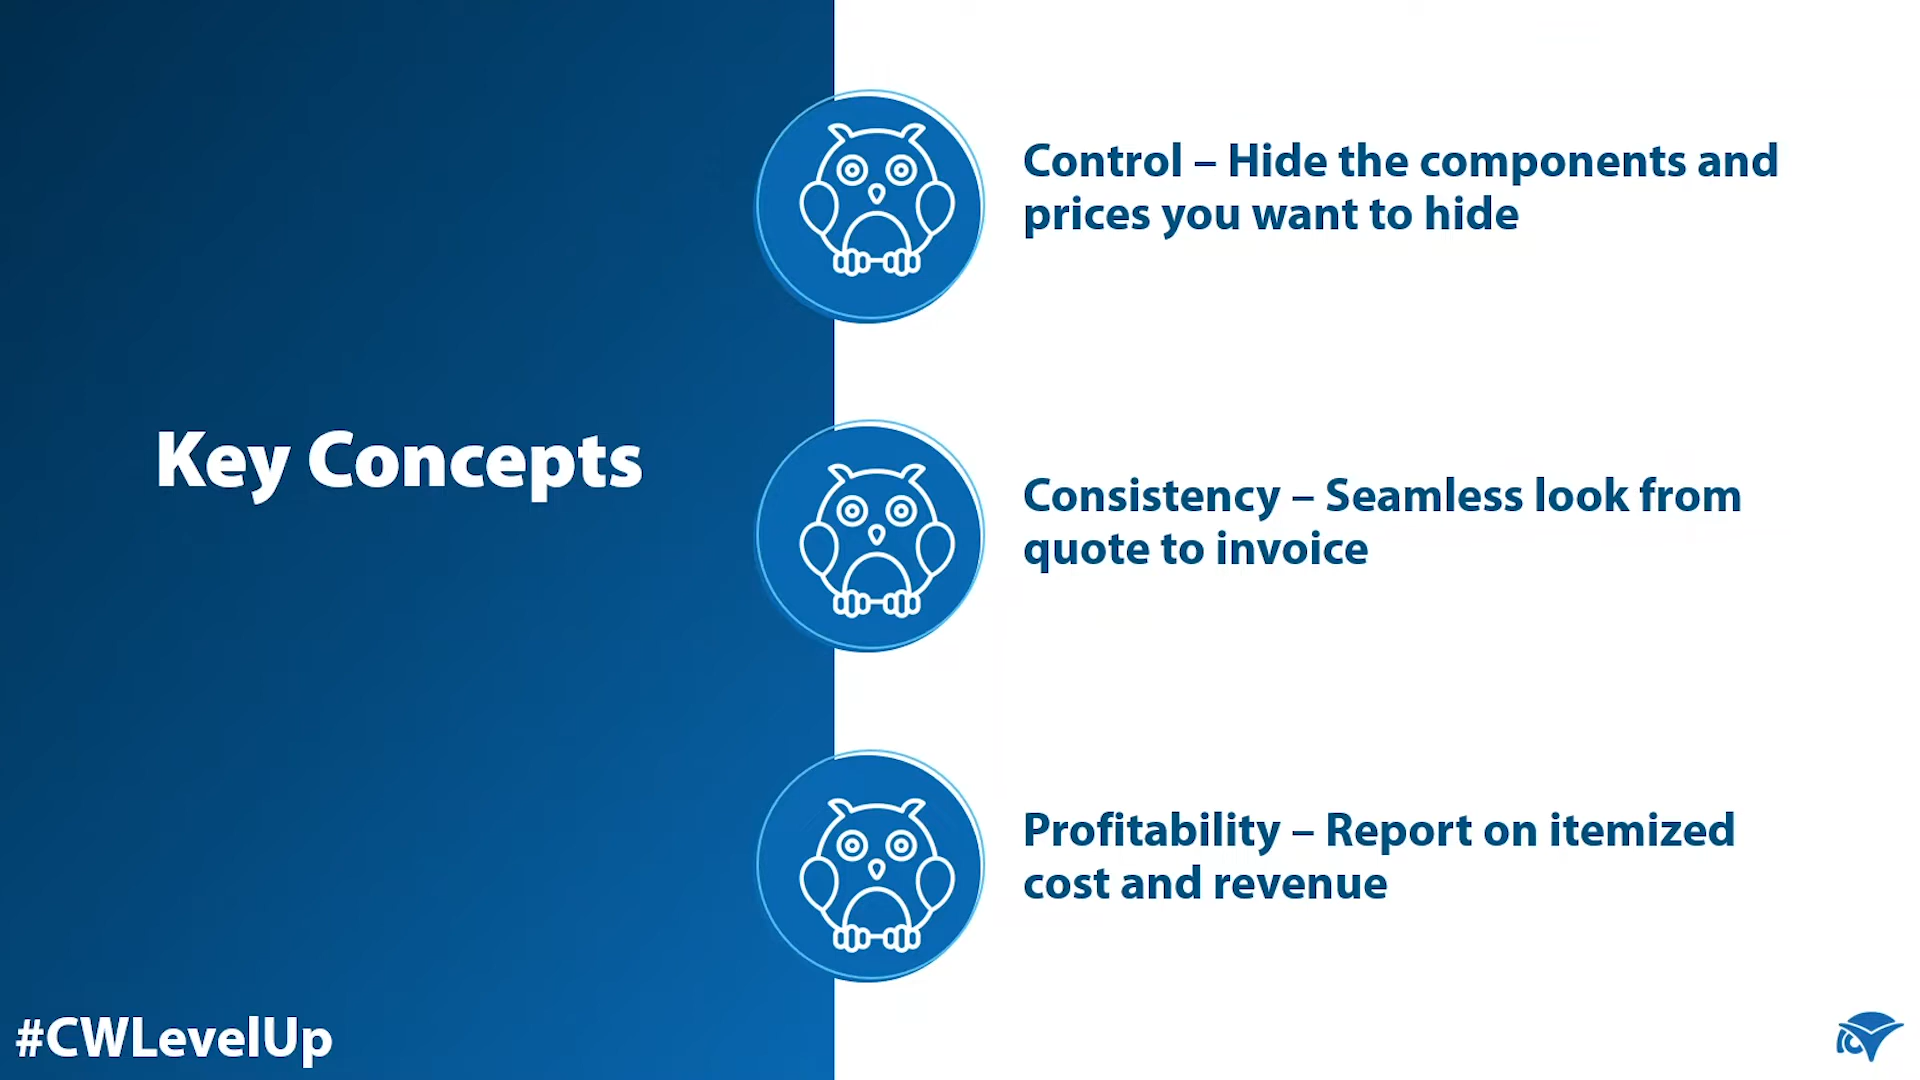 Key Concepts
Control – Hide the components and
prices you want to hide
Consistency – Seamless look from
quote to invoice
Profitability – Report on itemized
cost and revenue
#CWLevelUp